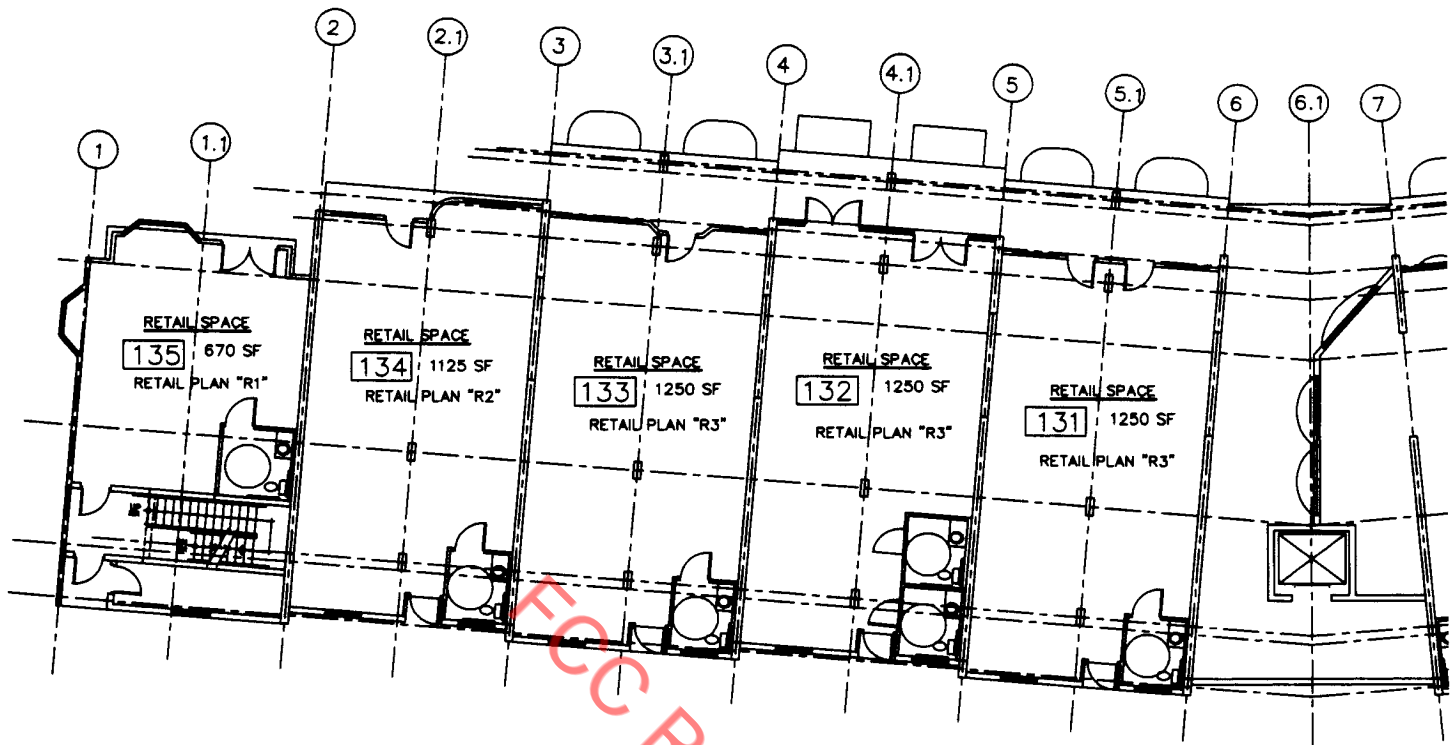 1
1.1
2
2.1
3
3.1
4
4.1
5
5.1
6
6.1
7
RETAIL SPACE
135 670 SF
RETAIL PLAN "R1"
RETAIL SPACE
134 1125 SF
RETAIL PLAN "R2"
RETAIL SPACE
133 1250 SF
RETAIL PLAN "R3"
RETAIL SPACE
132 1250 SF
RETAIL PLAN "R3"
RETAIL SPACE
131 1250 SF
RETAIL PLAN "R3"
FCC